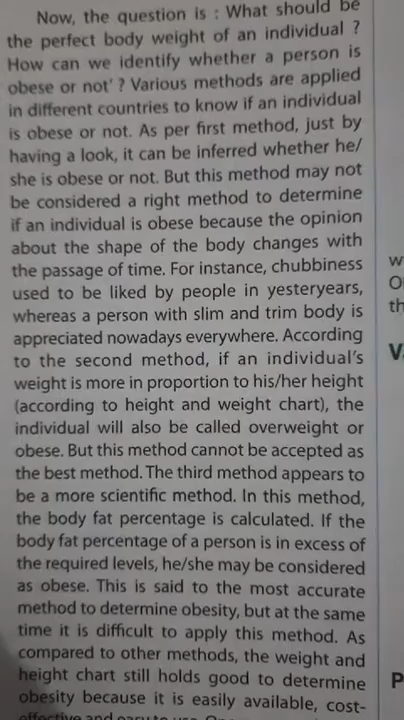 Now, the question is : What should be
the perfect body weight of an individual ?
How can we identify whether a person is
obese or not' ? Various methods are applied
in different countries to know if an individual
is obese or not. As per first method, just by
having a look, it can be inferred whether he/
she is obese or not. But this method may not
be considered a right method to determine
if an individual is obese because the opinion
about the shape of the body changes with
the passage of time. For instance, chubbiness
used to be liked by people in yesteryears,
whereas a person with slim and trim body is
appreciated nowadays everywhere. According
to the second method, if an individual's
weight is more in proportion to his/her height
(according to height and weight chart), the
individual will also be called overweight or
obese. But this method cannot be accepted as
the best method. The third method appears to
be a more scientific method. In this method,
the body fat percentage is calculated. If the
body fat percentage of a person is in excess of
the required levels, he/she may be considered
as obese. This is said to the most accurate
method to determine obesity, but at the same
time it is difficult to apply this method. As
compared to other methods, the weight and
height chart still holds good to determine
obesity because it is easily available, cost-
effective and easy to use.